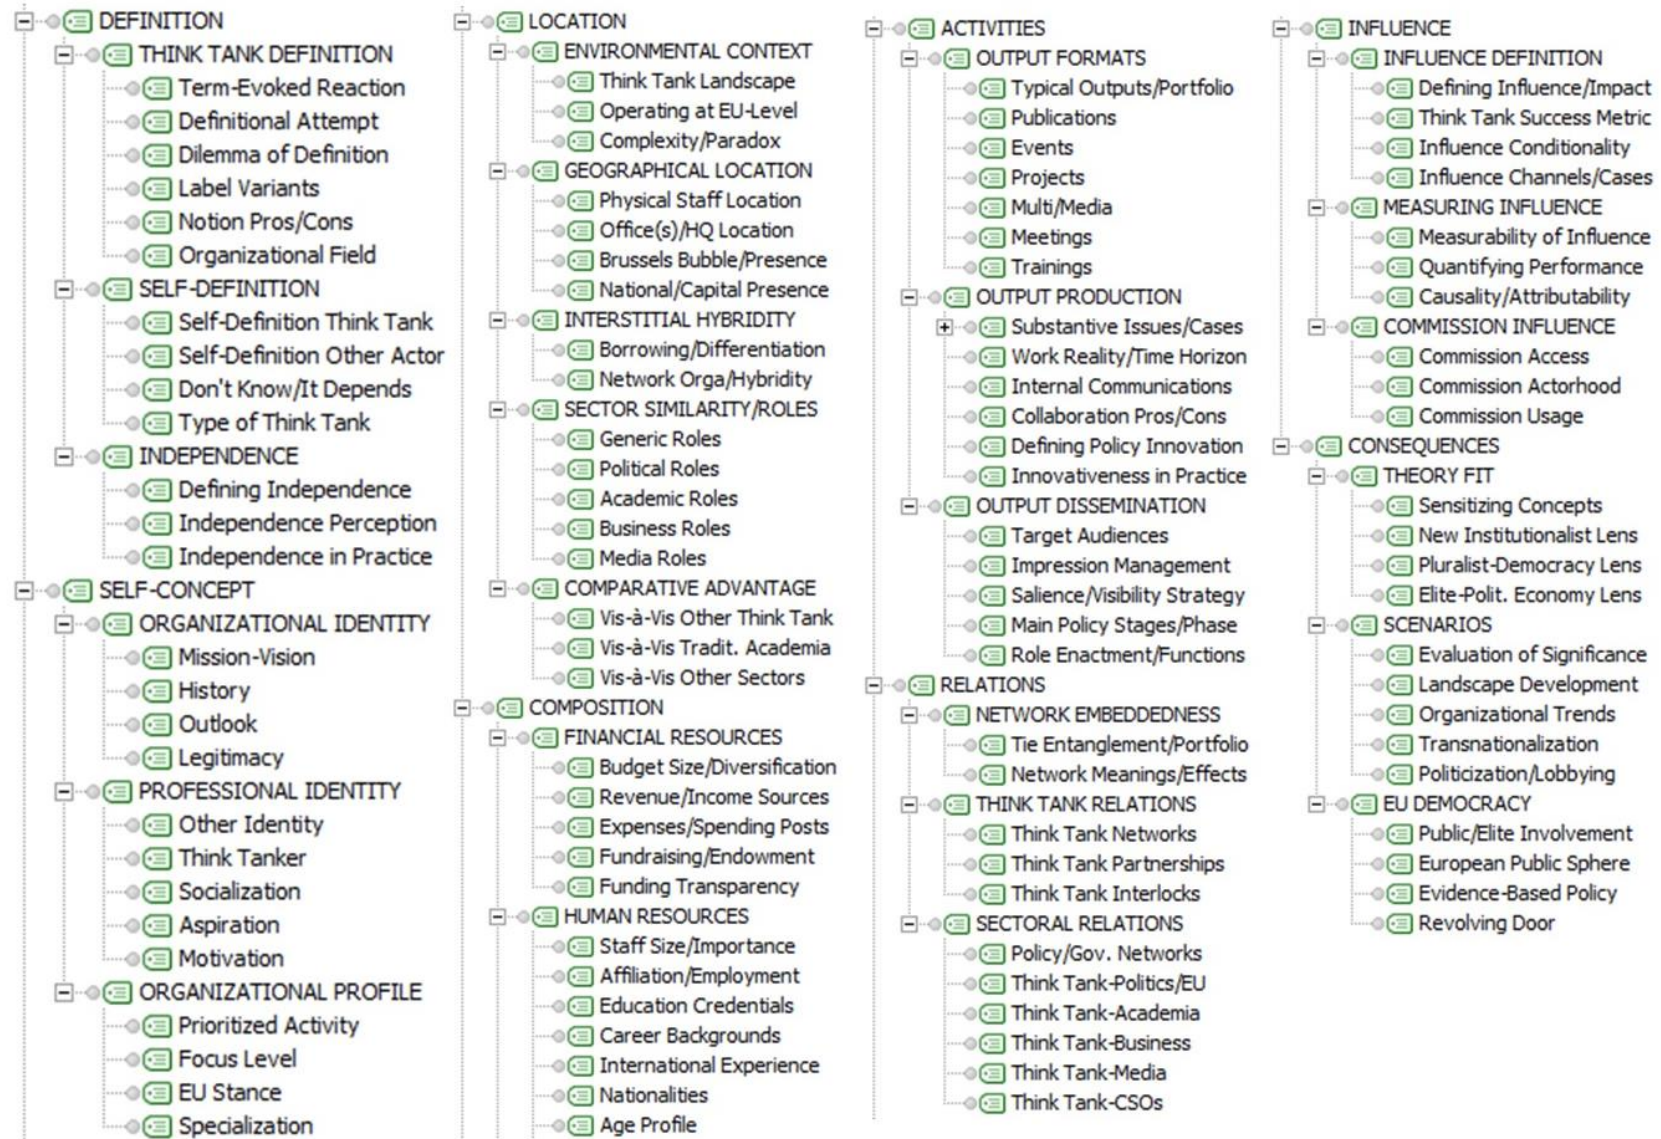 DEFINITION
THINK TANK DEFINITION
Term-Evoked Reaction
Definitional Attempt
Dilemma of Definition
Label Variants
Notion Pros/Cons
Organizational Field
SELF-DEFINITION
Self-Definition Think Tank
Self-Definition Other Actor
Don't Know/It Depends
Type of Think Tank
INDEPENDENCE
Defining Independence
Independence Perception
Independence in Practice
SELF-CONCEPT
ORGANIZATIONAL IDENTITY
Mission-Vision
History
Outlook
Legitimacy
PROFESSIONAL IDENTITY
Other Identity
Think Tanker
Socialization
Aspiration
Motivation
ORGANIZATIONAL PROFILE
Prioritized Activity
Focus Level
EU Stance
Specialization
LOCATION
ENVIRONMENTAL CONTEXT
Think Tank Landscape
Operating at EU-Level
Complexity/Paradox
GEOGRAPHICAL LOCATION
Physical Staff Location
Office(s)/HQ Location
Brussels Bubble/Presence
National/Capital Presence
INTERSTITIAL HYBRIDITY
Borrowing/Differentiation
Network Orga/Hybridity
SECTOR SIMILARITY/ROLES
Generic Roles
Political Roles
Academic Roles
Business Roles
Media Roles
COMPARATIVE ADVANTAGE
Vis-à-Vis Other Think Tank
Vis-à-Vis Tradit. Academia
Vis-à-Vis Other Sectors
COMPOSITION
FINANCIAL RESOURCES
Budget Size/Diversification
Revenue/Income Sources
Expenses/Spending Posts
Fundraising/Endowment
Funding Transparency
HUMAN RESOURCES
Staff Size/Importance
Affiliation/Employment
Education Credentials
Career Backgrounds
International Experience
Nationalities
Age Profile
ACTIVITIES
OUTPUT FORMATS
Typical Outputs/Portfolio
Publications
Events
Projects
Multi/Media
Meetings
Trainings
OUTPUT PRODUCTION
Substantive Issues/Cases
Work Reality/Time Horizon
Internal Communications
Collaboration Pros/Cons
Defining Policy Innovation
Innovativeness in Practice
OUTPUT DISSEMINATION
Target Audiences
Impression Management
Salience/Visibility Strategy
Main Policy Stages/Phase
Role Enactment/Functions
RELATIONS
NETWORK EMBEDDEDNESS
Tie Entanglement/Portfolio
Network Meanings/Effects
THINK TANK RELATIONS
Think Tank Networks
Think Tank Partnerships
Think Tank Interlocks
SECTORAL RELATIONS
Policy/Gov. Networks
Think Tank-Politics/EU
Think Tank-Academia
Think Tank-Business
Think Tank-Media
Think Tank-CSOs
INFLUENCE
INFLUENCE DEFINITION
Defining Influence/Impact
Think Tank Success Metric
Influence Conditionality
Influence Channels/Cases
MEASURING INFLUENCE
Measurability of Influence
Quantifying Performance
Causality/Attributability
COMMISSION INFLUENCE
Commission Access
Commission Actorhood
Commission Usage
CONSEQUENCES
THEORY FIT
Sensitizing Concepts
New Institutionalist Lens
Pluralist-Democracy Lens
Elite-Polit. Economy Lens
SCENARIOS
Evaluation of Significance
Landscape Development
Organizational Trends
Transnationalization
Politicization/Lobbying
EU DEMOCRACY
Public/Elite Involvement
European Public Sphere
Evidence-Based Policy
Revolving Door